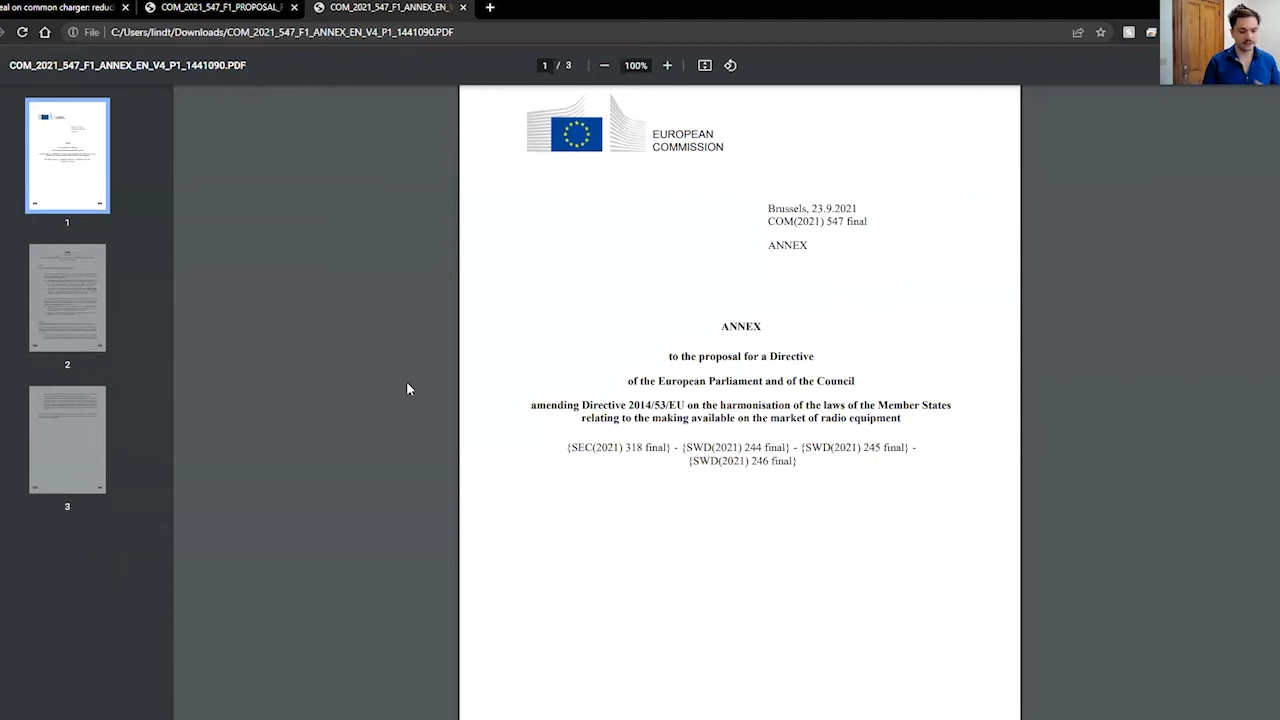 eal on common charger: reduc
COM_2021_547_F1_PROPOSAL_F
COM_2021_547_F1_ANNEX_EN_V
File
C:/Users/lindt/Downloads/COM_2021_547_F1_ANNEX_EN_V4_P1_1441090.PDF
COM_2021_547_F1_ANNEX_EN_V4_P1_1441090.PDF
1 / 3
100%
1
2
3
EUROPEAN
COMMISSION
Brussels, 23.9.2021
COM(2021) 547 final
ANNEX
ANNEX
to the proposal for a Directive
of the European Parliament and of the Council
amending Directive 2014/53/EU on the harmonisation of the laws of the Member States
relating to the making available on the market of radio equipment
{SEC(2021) 318 final} - {SWD(2021) 244 final} - {SWD(2021) 245 final} -
{SWD(2021) 246 final}